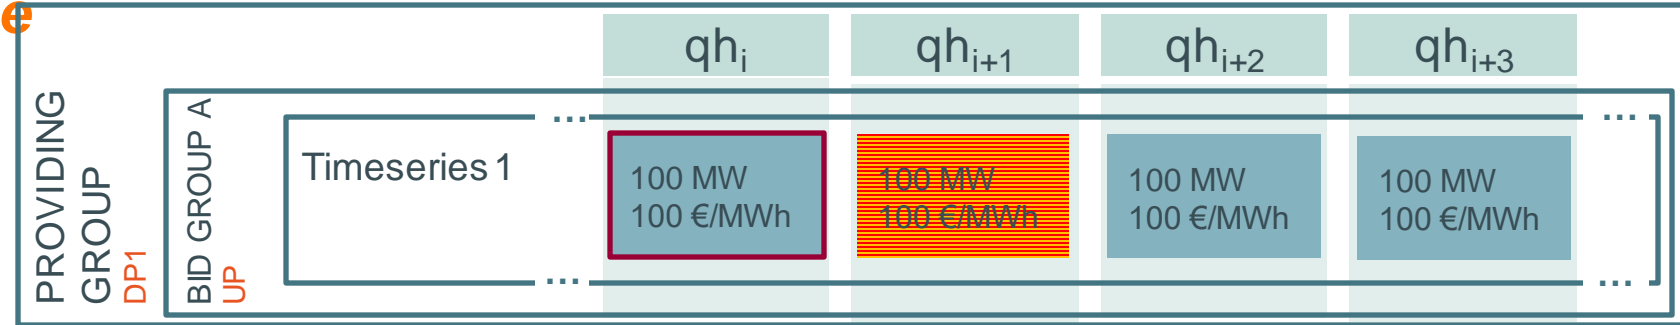 e
qhi
qhi+1
qhi+2
qhi+3
PROVIDING
GROUP
DP1
BID GROUP A
UP
...
...
Timeseries 1
100 MW
100 €/MWh
100 MW
100 €/MWh
100 MW
100 €/MWh
100 MW
100 €/MWh
...
...